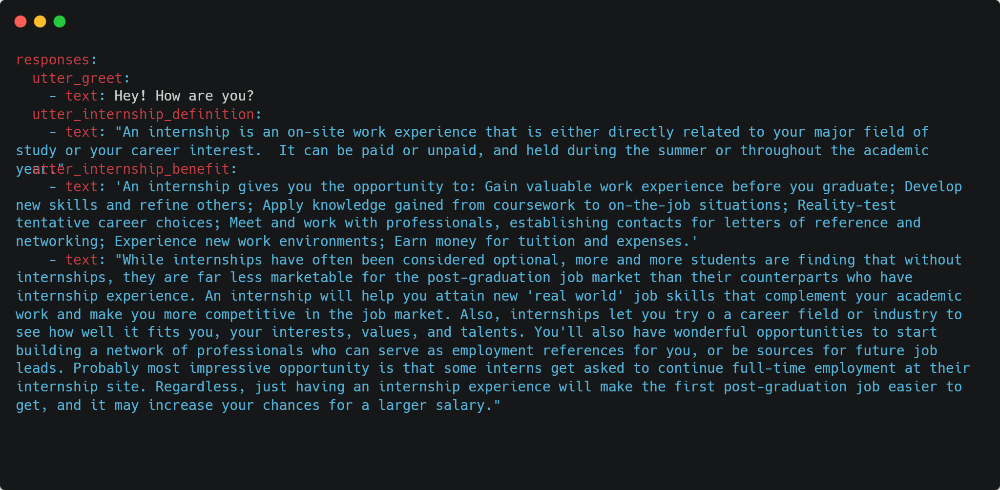 responses:
  utter_greet:
    - text: Hey! How are you?
  utter_internship_definition:
    - text: "An internship is an on-site work experience that is either directly related to your major field of
study or your career interest.  It can be paid or unpaid, and held during the summer or throughout the academic
year."
  utter_internship_benefit:
    - text: 'An internship gives you the opportunity to: Gain valuable work experience before you graduate; Develop
new skills and refine others; Apply knowledge gained from coursework to on-the-job situations; Reality-test
tentative career choices; Meet and work with professionals, establishing contacts for letters of reference and
networking; Experience new work environments; Earn money for tuition and expenses.'
    - text: "While internships have often been considered optional, more and more students are finding that without
internships, they are far less marketable for the post-graduation job market than their counterparts who have
internship experience. An internship will help you attain new 'real world' job skills that complement your academic
work and make you more competitive in the job market. Also, internships let you try o a career field or industry to
see how well it fits you, your interests, values, and talents. You'll also have wonderful opportunities to start
building a network of professionals who can serve as employment references for you, or be sources for future job
leads. Probably most impressive opportunity is that some interns get asked to continue full-time employment at their
internship site. Regardless, just having an internship experience will make the first post-graduation job easier to
get, and it may increase your chances for a larger salary."